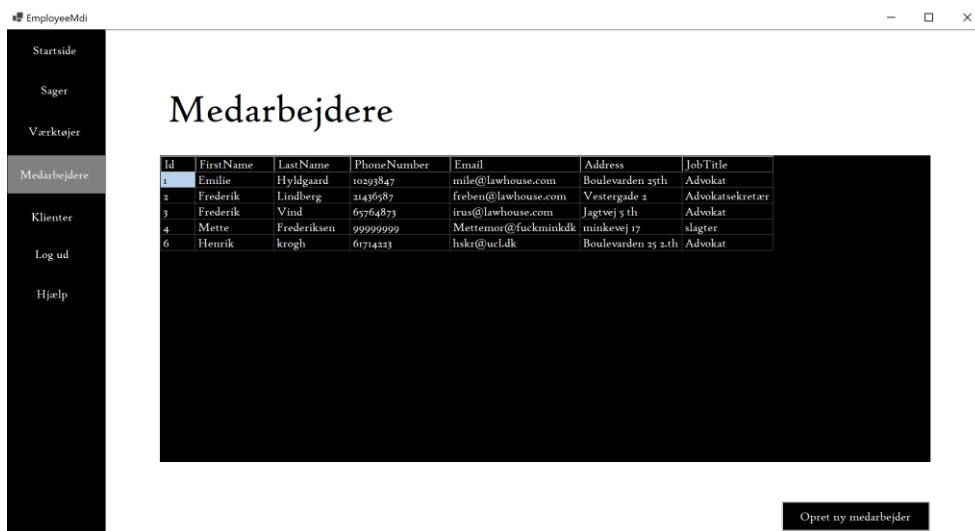 EmployeeMdi
Startside
Sager
Værktøjer
Medarbejdere
Klienter
Log ud
Hjælp
Medarbejdere
Id FirstName LastName PhoneNumber Email Address JobTitle
1 Emilie Hyldgaard 10293847 mile@lawhouse.com Boulevarden 25th Advokat
2 Frederik Lindberg 21436587 freben@lawhouse.com Vestergade 2 Advokatsekretær
3 Frederik Vind 65764873 irus@lawhouse.com Jagtvej 5 th Advokat
4 Mette Frederiksen 99999999 Mettemor@fuckminkdk minkevej 17 slagter
6 Henrik krogh 61714223 hskr@ucl.dk Boulevarden 25 2.th Advokat
Opret ny medarbejder